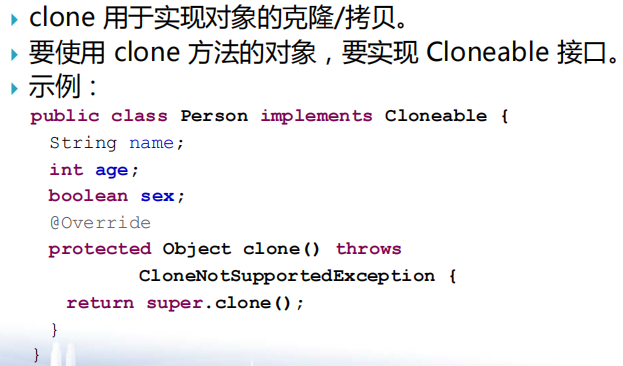 clone 用于实现对象的克隆/拷贝。
要使用 clone 方法的对象，要实现 Cloneable 接口。
示例：
public class Person implements Cloneable {
String name;
int age;
boolean sex;
@Override
protected Object clone() throws
CloneNotSupportedException {
return super.clone();
}
}